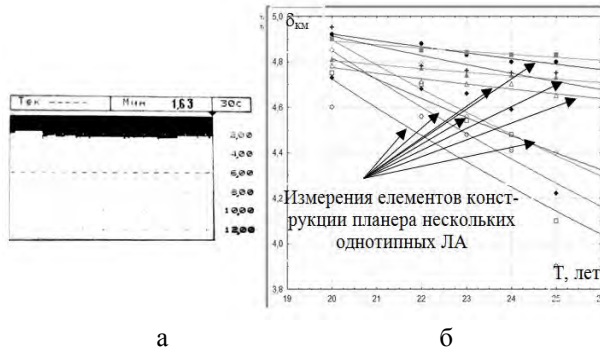 Тек ----- Мин 1,63 30с
2,00
4,00
6,00
8,00
10,00
12,00
δкм
5,0
4,8
4,6
4,4
4,2
4,0
3,8
19 20 21 22 23 24 25
Измерения елементов конст-
рукции планера нескольких
однотипных ЛА
Т, лет
а б